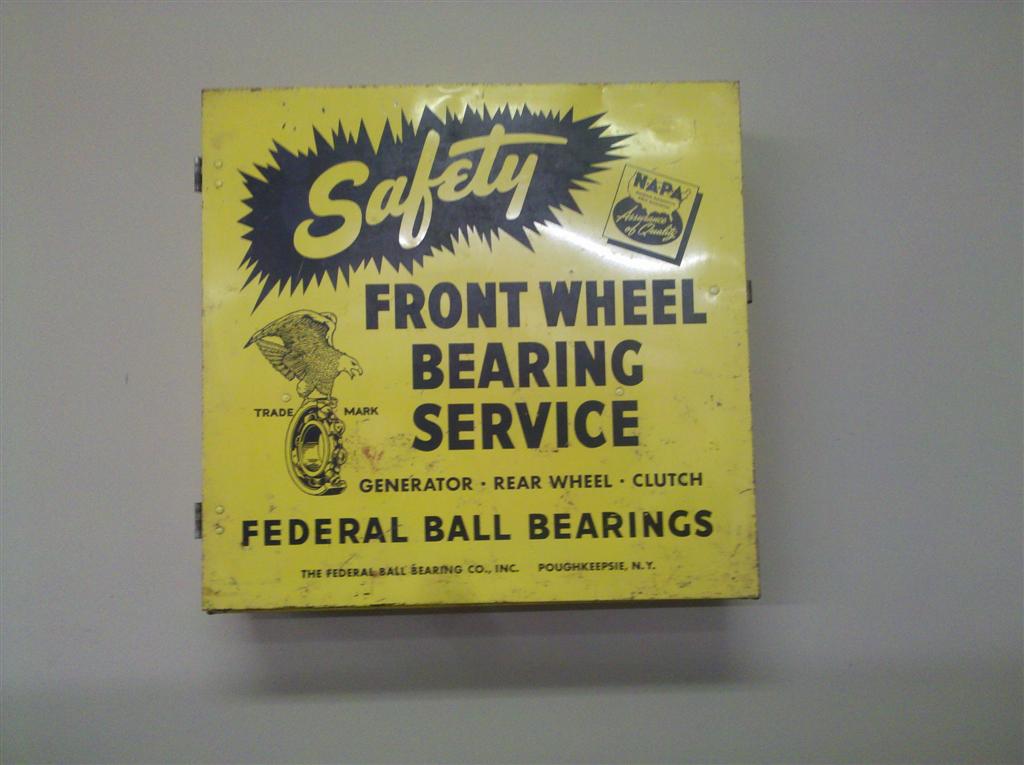 Safety
NAPA
Assurance
of Quality
FRONT WHEEL
BEARING
SERVICE
TRADE MARK
GENERATOR · REAR WHEEL · CLUTCH
FEDERAL BALL BEARINGS
THE FEDERAL BALL BEARING CO., INC. POUGHKEEPSIE, N.Y.